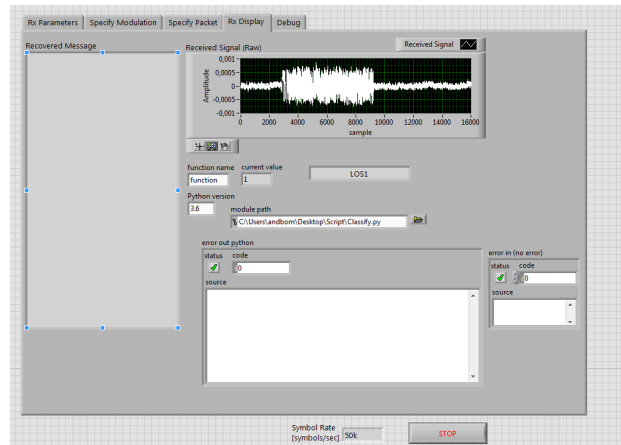 Rx Parameters Specify Modulation Specify Packet Rx Display Debug
Recovered Message
Received Signal (Raw)
Received Signal
0,001
0,0005
0
-0,0005
-0,001
Amplitude
0 2000 4000 6000 8000 10000 12000 14000 16000
sample
function name current value
function 1
LOS1
Python version
3.6
module path
C:\Users\andbom\Desktop\Script\Classify.py
error out python
status code
0
source
error in (no error)
status code
0
source
Symbol Rate
[symbols/sec] 50k
STOP